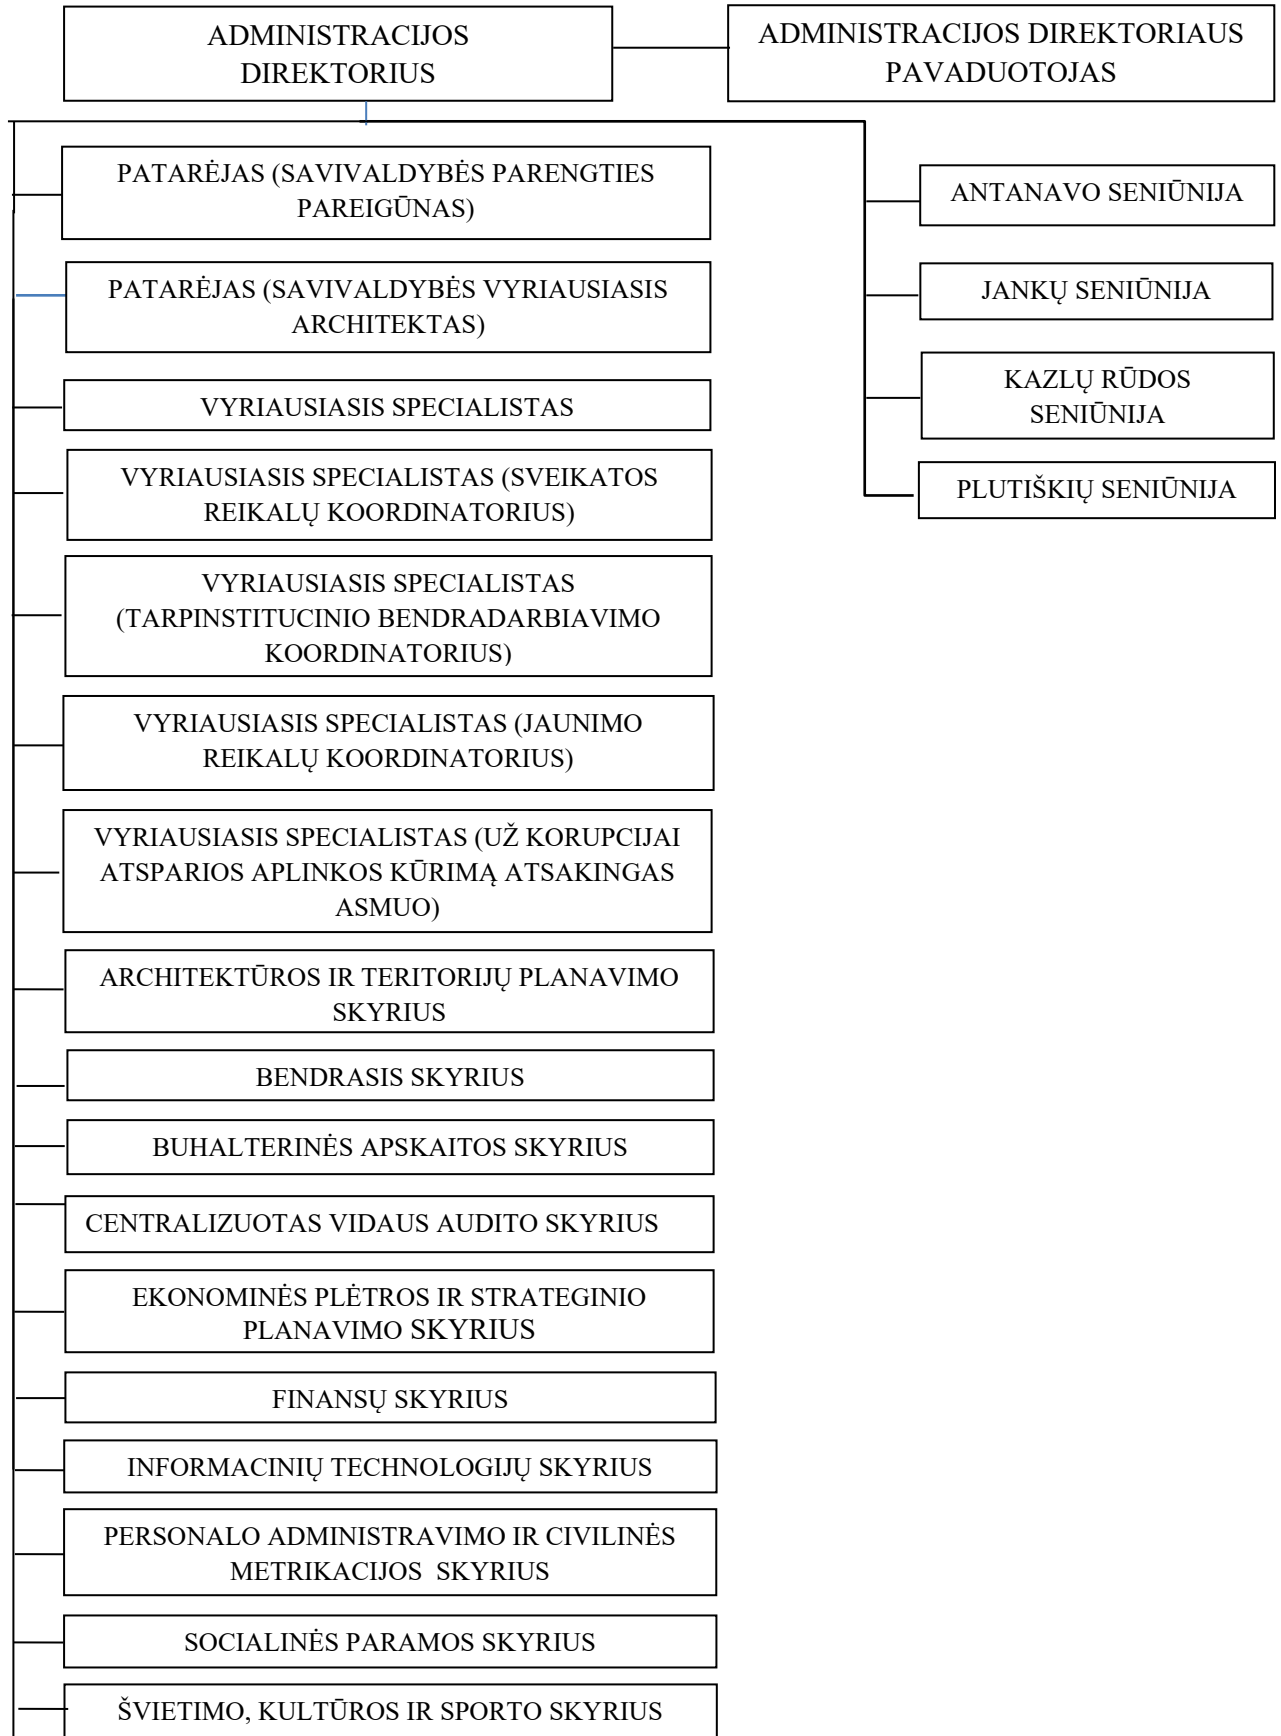 ADMINISTRACIJOS
DIREKTORIUS
ADMINISTRACIJOS DIREKTORIAUS
PAVADUOTOJAS
PATARĖJAS (SAVIVALDYBĖS PARENGTIES
PAREIGŪNAS)
PATARĖJAS (SAVIVALDYBĖS VYRIAUSIASIS
ARCHITEKTAS)
VYRIAUSIASIS SPECIALISTAS
VYRIAUSIASIS SPECIALISTAS (SVEIKATOS
REIKALŲ KOORDINATORIUS)
VYRIAUSIASIS SPECIALISTAS
(TARPINSTITUCINIO BENDRADARBIAVIMO
KOORDINATORIUS)
VYRIAUSIASIS SPECIALISTAS (JAUNIMO
REIKALŲ KOORDINATORIUS)
VYRIAUSIASIS SPECIALISTAS (UŽ KORUPCIJAI
ATSPARIOS APLINKOS KŪRIMĄ ATSAKINGAS
ASMUO)
ARCHITEKTŪROS IR TERITORIJŲ PLANAVIMO
SKYRIUS
BENDRASIS SKYRIUS
BUHALTERINĖS APSKAITOS SKYRIUS
CENTRALIZUOTAS VIDAUS AUDITO SKYRIUS
EKONOMINĖS PLĖTROS IR STRATEGINIO
PLANAVIMO SKYRIUS
FINANSŲ SKYRIUS
INFORMACINIŲ TECHNOLOGIJŲ SKYRIUS
PERSONALO ADMINISTRAVIMO IR CIVILINĖS
METRIKACIJOS SKYRIUS
SOCIALINĖS PARAMOS SKYRIUS
ŠVIETIMO, KULTŪROS IR SPORTO SKYRIUS
ANTANAVO SENIŪNIJA
JANKŲ SENIŪNIJA
KAZLŲ RŪDOS
SENIŪNIJA
PLUTIŠKIŲ SENIŪNIJA